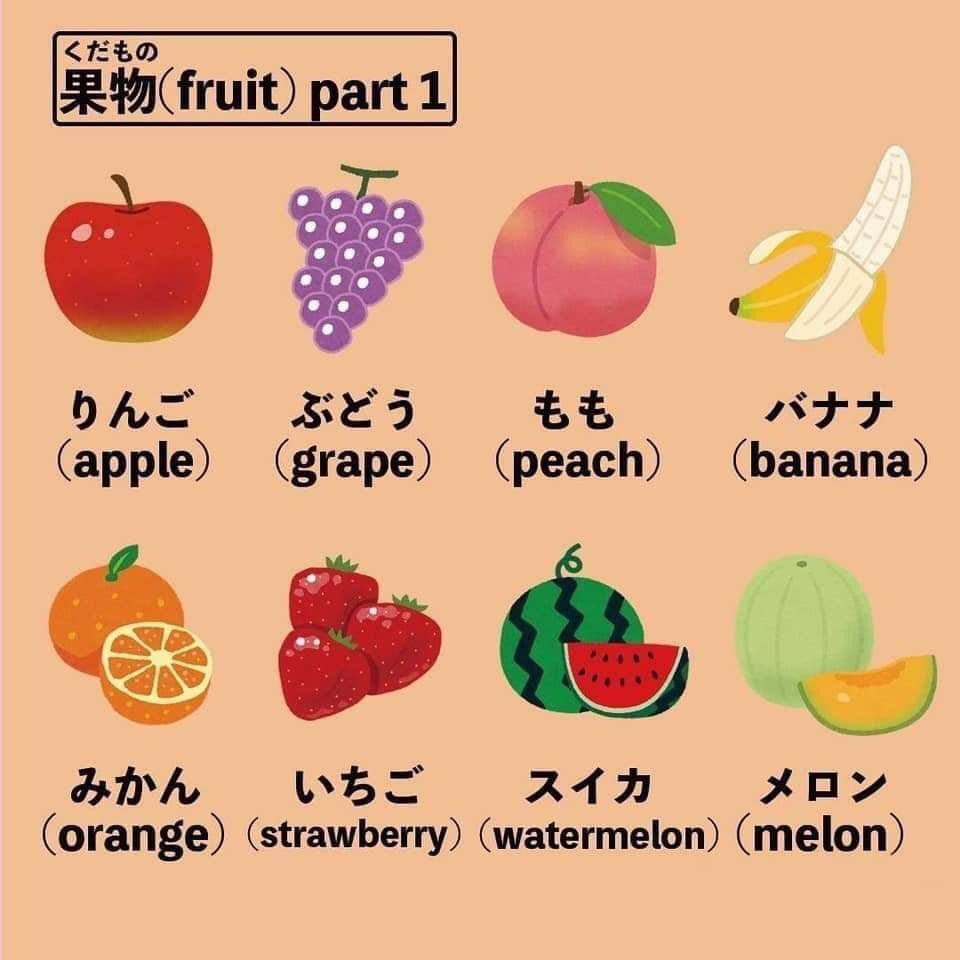 くだもの
果物(fruit) part 1
りんご
(apple)
ぶどう
(grape)
もも
(peach)
バナナ
(banana)
みかん
(orange)
いちご
(strawberry)
スイカ
(watermelon)
メロン
(melon)